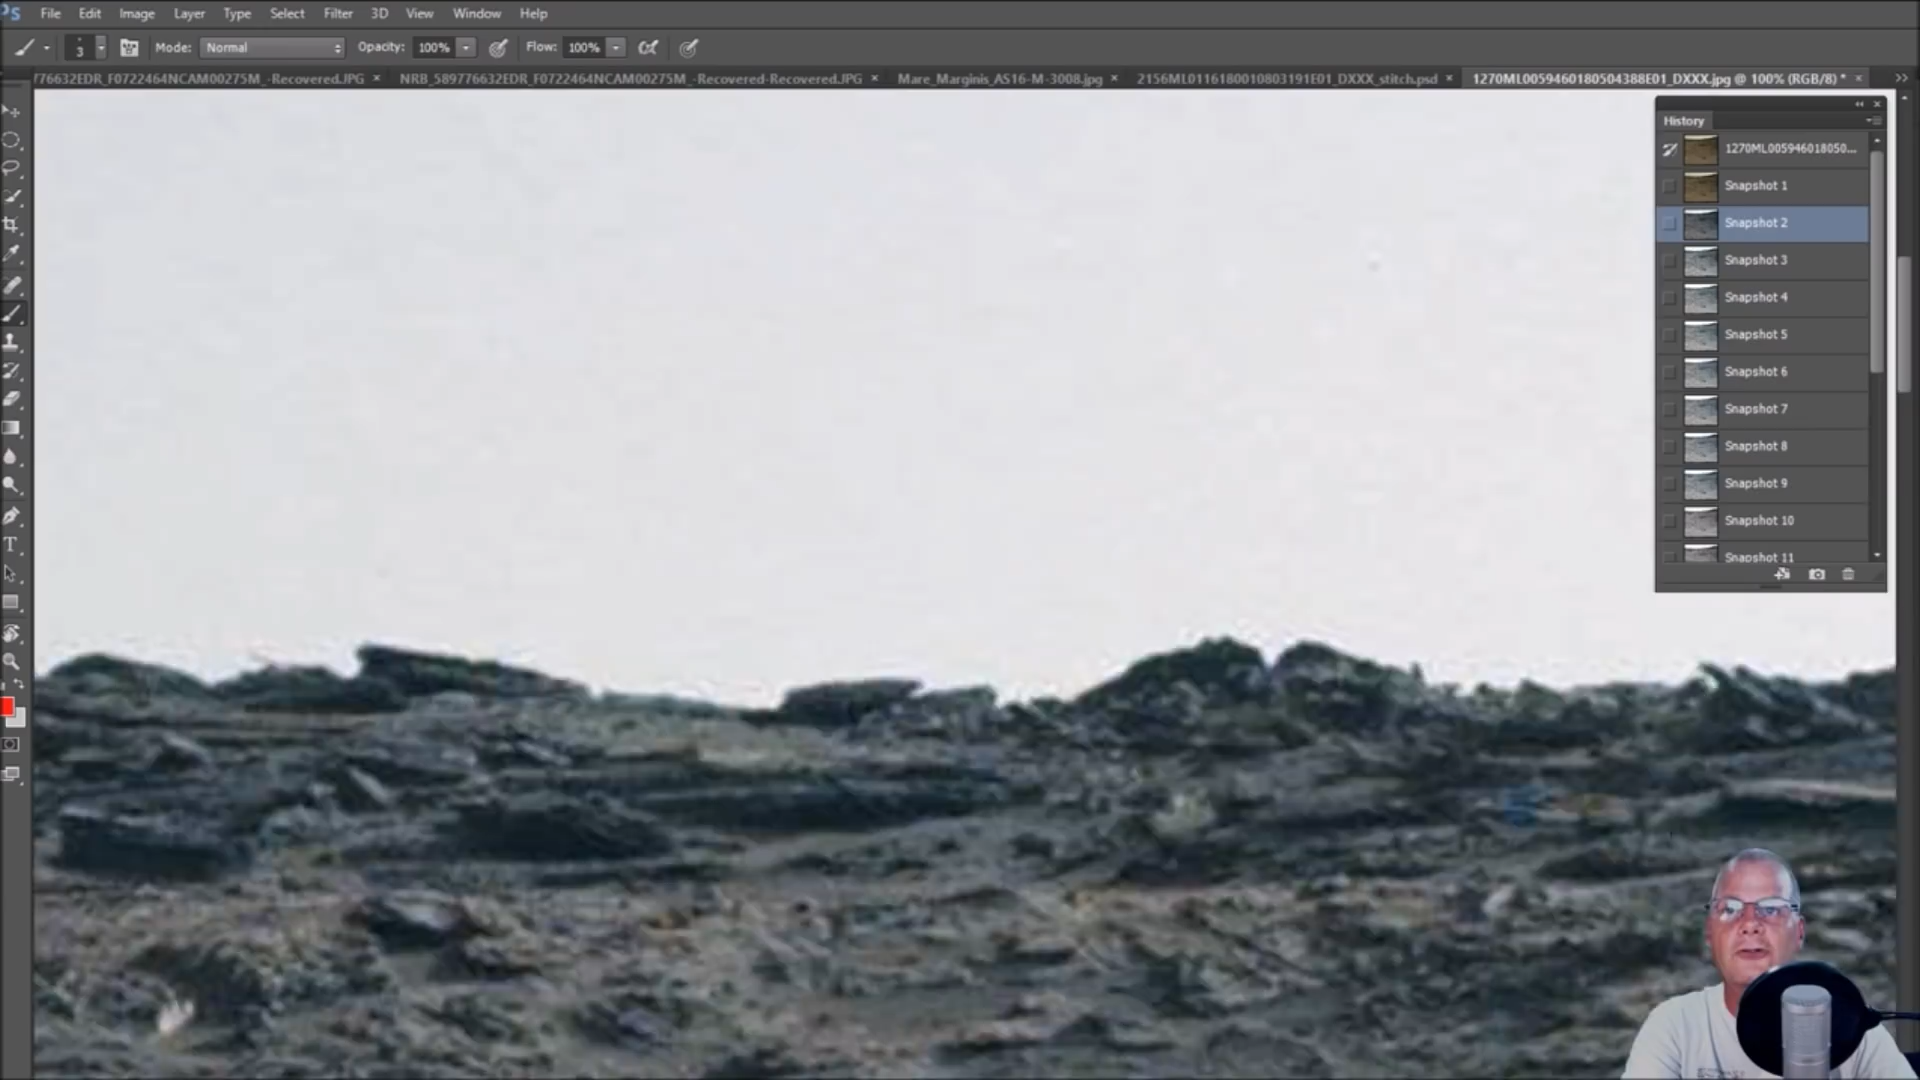 PS File Edit Image Layer Type Select Filter 3D View Window Help
3 Mode: Normal Opacity: 100% Flow: 100%
776632EDR_F0722464NCAM00275M_-Recovered.JPG × NRB_589776632EDR_F0722464NCAM00275M_-Recovered-Recovered.JPG × Mare_Marginis_AS16-M-3008.jpg × 2156ML0116180010803191E01_DXXX_stitch.psd × 1270ML0059460180504388E01_DXXX.jpg @ 100% (RGB/8) * ×
History
1270ML005946018050...
Snapshot 1
Snapshot 2
Snapshot 3
Snapshot 4
Snapshot 5
Snapshot 6
Snapshot 7
Snapshot 8
Snapshot 9
Snapshot 10
Snapshot 11
T